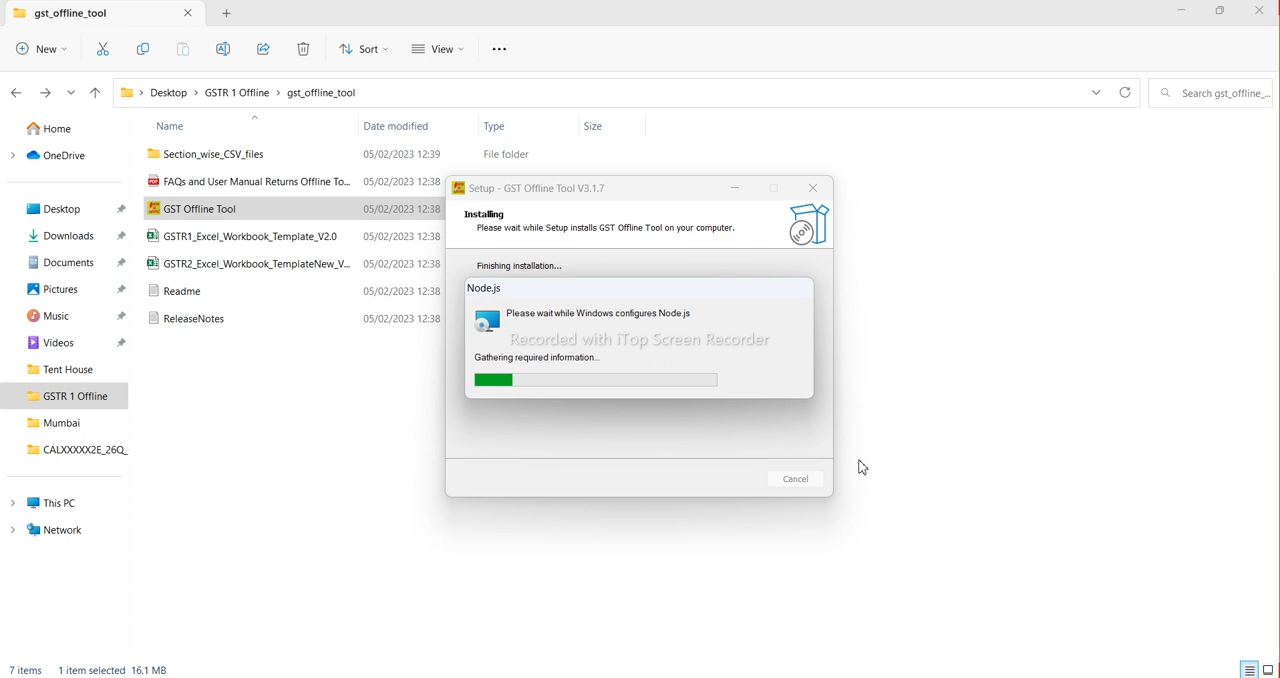 gst_offline_tool
New
Sort
View
Desktop > GSTR 1 Offline > gst_offline_tool
Search gst_offline_...
Home
OneDrive
Desktop
Downloads
Documents
Pictures
Music
Videos
Tent House
GSTR 1 Offline
Mumbai
CALXXXXX2E_26Q_
This PC
Network
Name Date modified Type Size
Section_wise_CSV_files 05/02/2023 12:39 File folder
FAQs and User Manual Returns Offline To... 05/02/2023 12:38
GST Offline Tool 05/02/2023 12:38
GSTR1_Excel_Workbook_Template_V2.0 05/02/2023 12:38
GSTR2_Excel_Workbook_TemplateNew_V... 05/02/2023 12:38
Readme 05/02/2023 12:38
ReleaseNotes 05/02/2023 12:38
Setup - GST Offline Tool V3.1.7
Installing
Please wait while Setup installs GST Offline Tool on your computer.
Finishing installation...
Node.js
Please wait while Windows configures Node.js
Recorded with iTop Screen Recorder
Gathering required information...
Cancel
7 items 1 item selected 16.1 MB